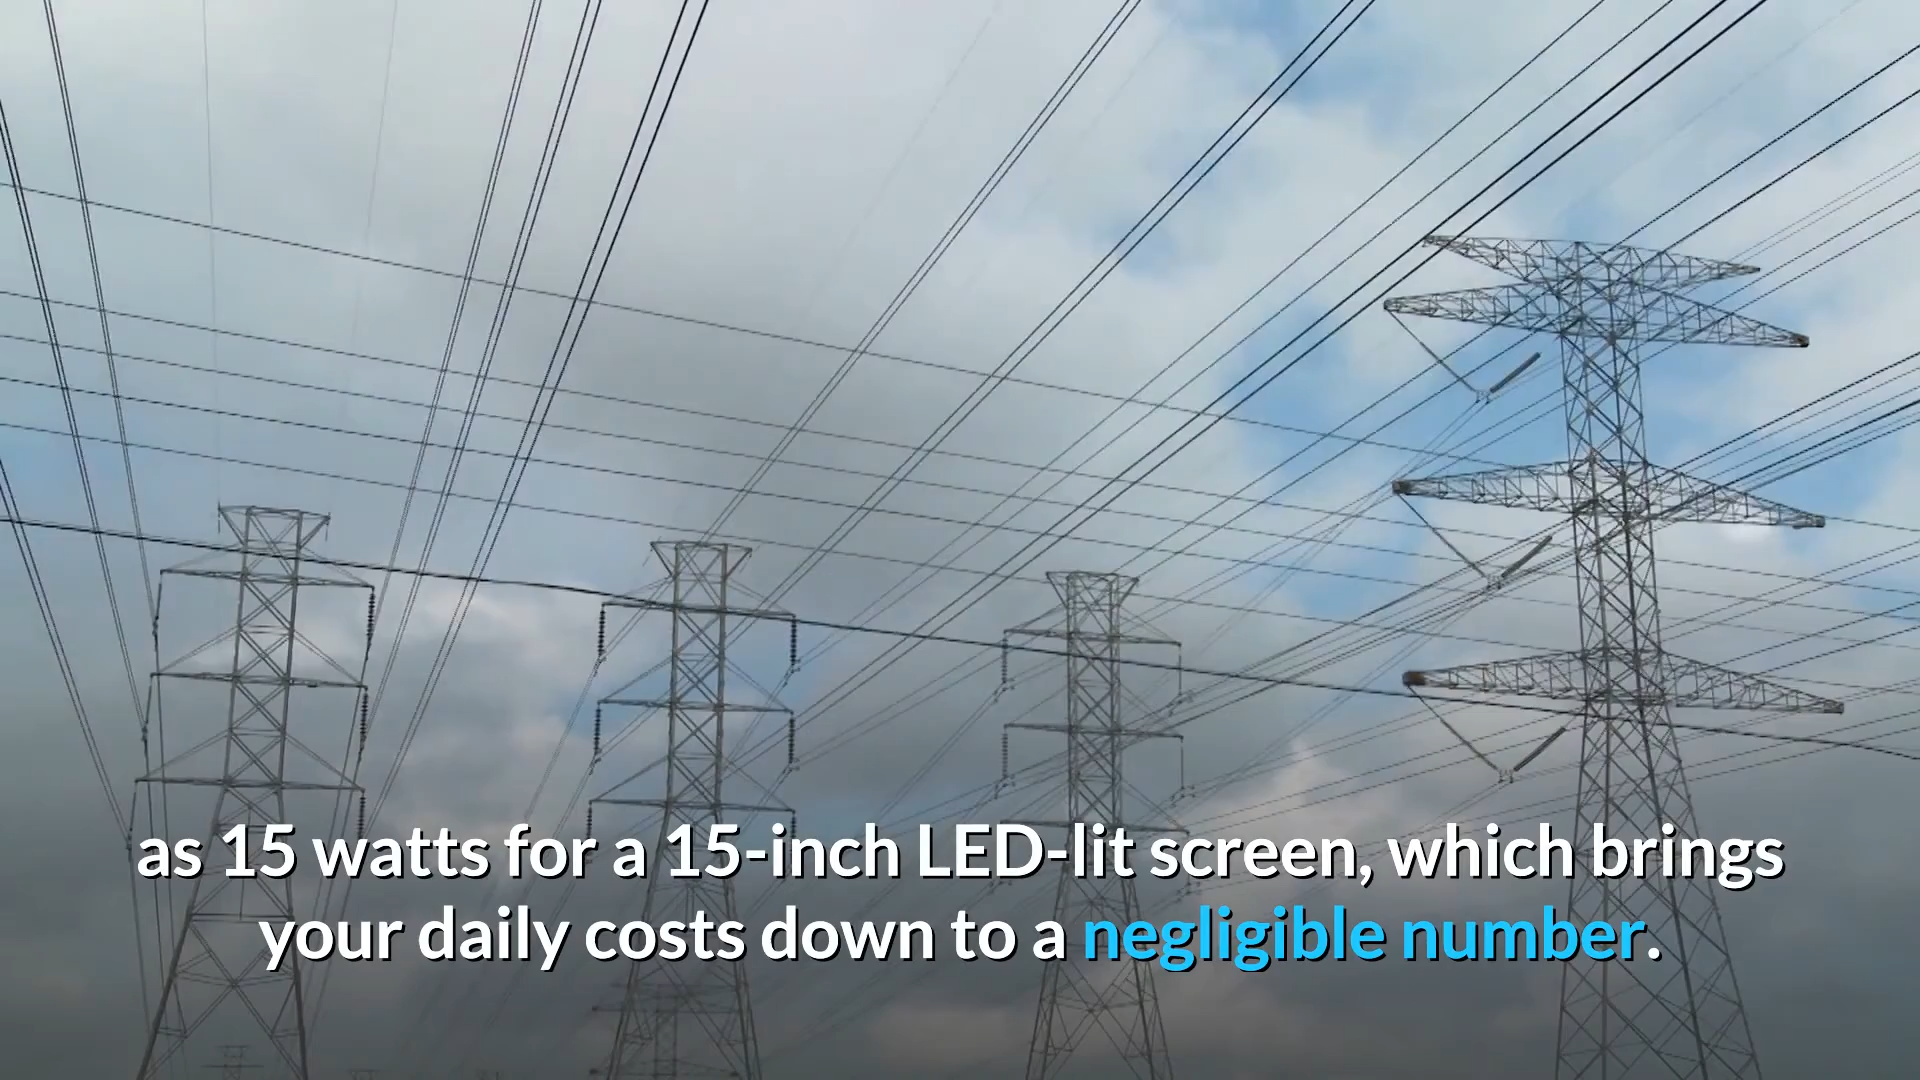 as 15 watts for a 15-inch LED-lit screen, which brings
your daily costs down to a negligible number.